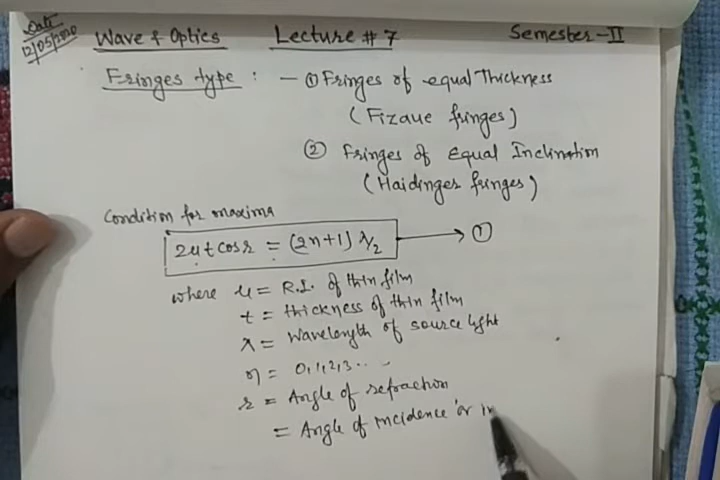 Date
12/05/2020
Wave & Optics Lecture # 7 Semester-II
Fringes type : - ① Fringes of equal Thickness
(Fizaue fringes)
② Fringes of Equal Inclination
(Haidinger fringes)
Condition for maxima
2μt cosr = (2n+1) λ/2 → ①
where μ = R.I. of thin film
t = thickness of thin film
λ = Wavelength of source light
n = 0,1,2,3....
r = Angle of refraction
= Angle of incidence or in